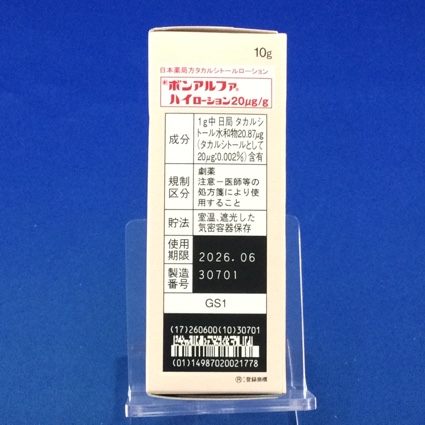 10g
日本薬局方タカルシトールローション
ボンアルファ®
ハイローション20μg/g
成分
1g中 日局 タカルシ
トール水和物20.87μg
(タカルシトールとして
20μg:0.002%)含有
規制
区分
劇薬
注意-医師等の
処方箋により使
用すること
貯法
室温、遮光した
気密容器保存
使用
期限
2026.06
製造
番号
30701
GS1
(17)260600(10)30701
(01)14987020021778
®:登録商標